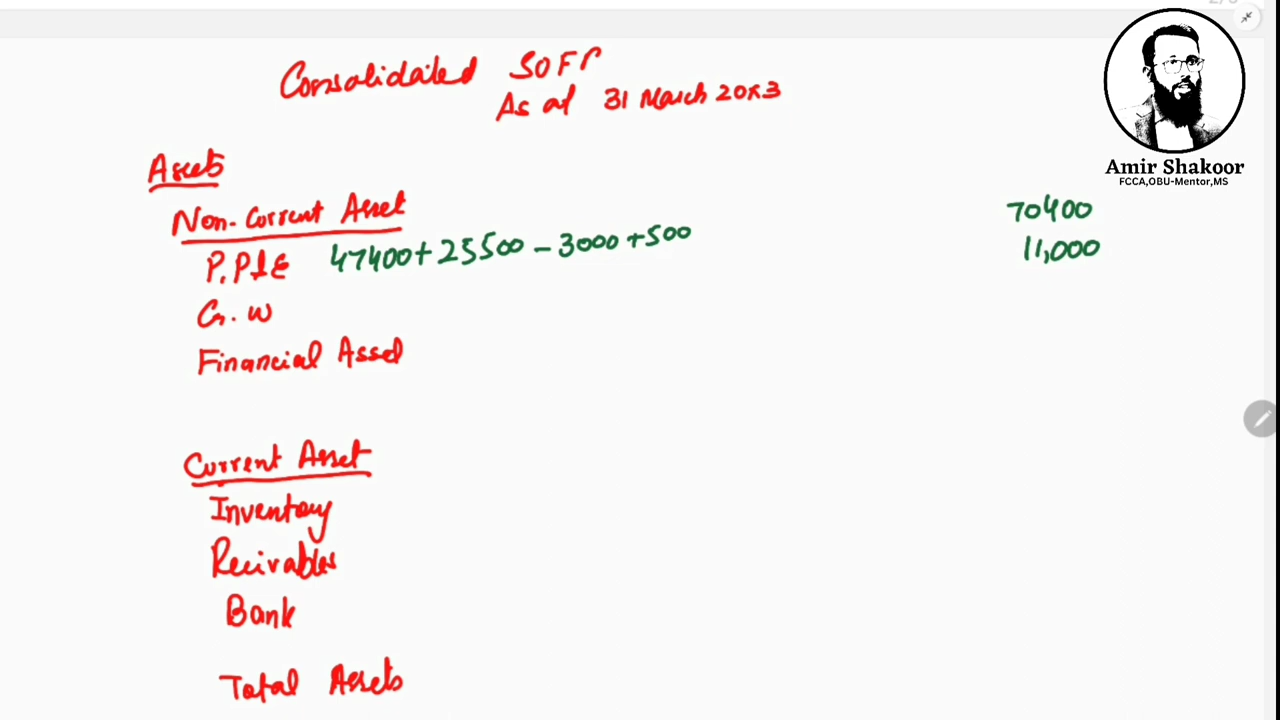 Consolidated SOFP
As at 31 March 20x3
Amir Shakoor
FCCA,OBU-Mentor,MS
Assets
Non-Current Asset
P.P&E 47400+25500-3000+500 70400
G.W 11,000
Financial Asset
Current Asset
Inventory
Recivables
Bank
Total Assets